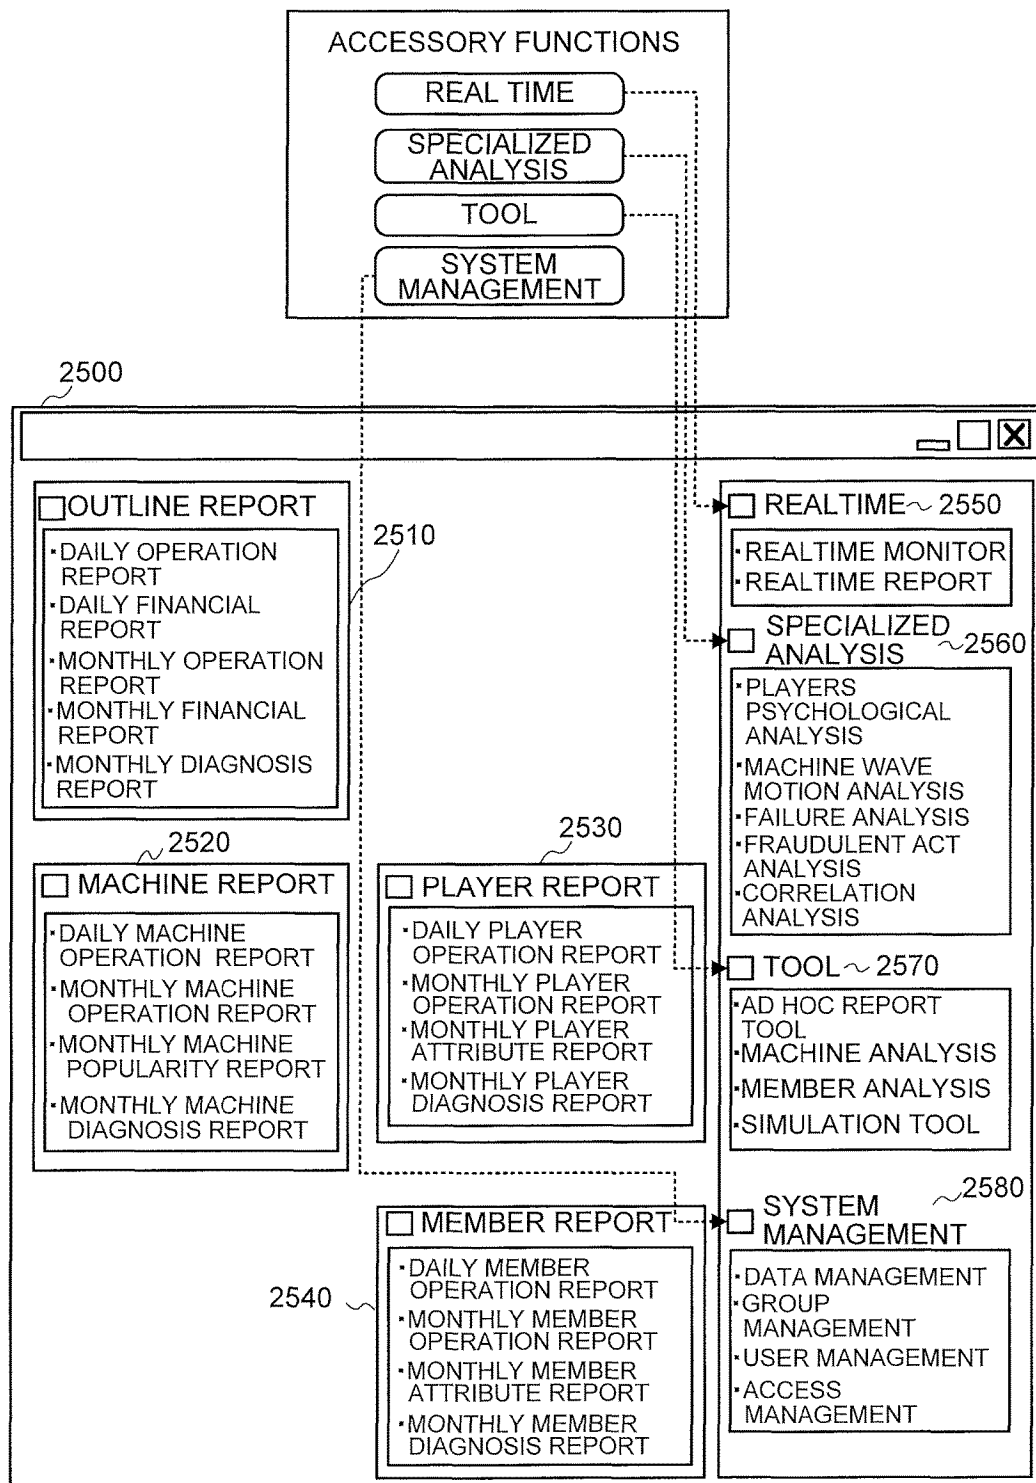 ACCESSORY FUNCTIONS
REAL TIME
SPECIALIZED
ANALYSIS
TOOL
SYSTEM
MANAGEMENT
2500
OUTLINE REPORT
2510
·DAILY OPERATION
REPORT
·DAILY FINANCIAL
REPORT
·MONTHLY OPERATION
REPORT
·MONTHLY FINANCIAL
REPORT
·MONTHLY DIAGNOSIS
REPORT
2520
MACHINE REPORT
·DAILY MACHINE
OPERATION REPORT
·MONTHLY MACHINE
OPERATION REPORT
·MONTHLY MACHINE
POPULARITY REPORT
·MONTHLY MACHINE
DIAGNOSIS REPORT
2530
PLAYER REPORT
·DAILY PLAYER
OPERATION REPORT
·MONTHLY PLAYER
OPERATION REPORT
·MONTHLY PLAYER
ATTRIBUTE REPORT
·MONTHLY PLAYER
DIAGNOSIS REPORT
2540
MEMBER REPORT
·DAILY MEMBER
OPERATION REPORT
·MONTHLY MEMBER
OPERATION REPORT
·MONTHLY MEMBER
ATTRIBUTE REPORT
·MONTHLY MEMBER
DIAGNOSIS REPORT
REALTIME 2550
·REALTIME MONITOR
·REALTIME REPORT
SPECIALIZED
ANALYSIS 2560
·PLAYERS
PSYCHOLOGICAL
ANALYSIS
·MACHINE WAVE
MOTION ANALYSIS
·FAILURE ANALYSIS
·FRAUDULENT ACT
ANALYSIS
·CORRELATION
ANALYSIS
TOOL 2570
·AD HOC REPORT
TOOL
·MACHINE ANALYSIS
·MEMBER ANALYSIS
·SIMULATION TOOL
2580
SYSTEM
MANAGEMENT
·DATA MANAGEMENT
·GROUP
MANAGEMENT
·USER MANAGEMENT
·ACCESS
MANAGEMENT